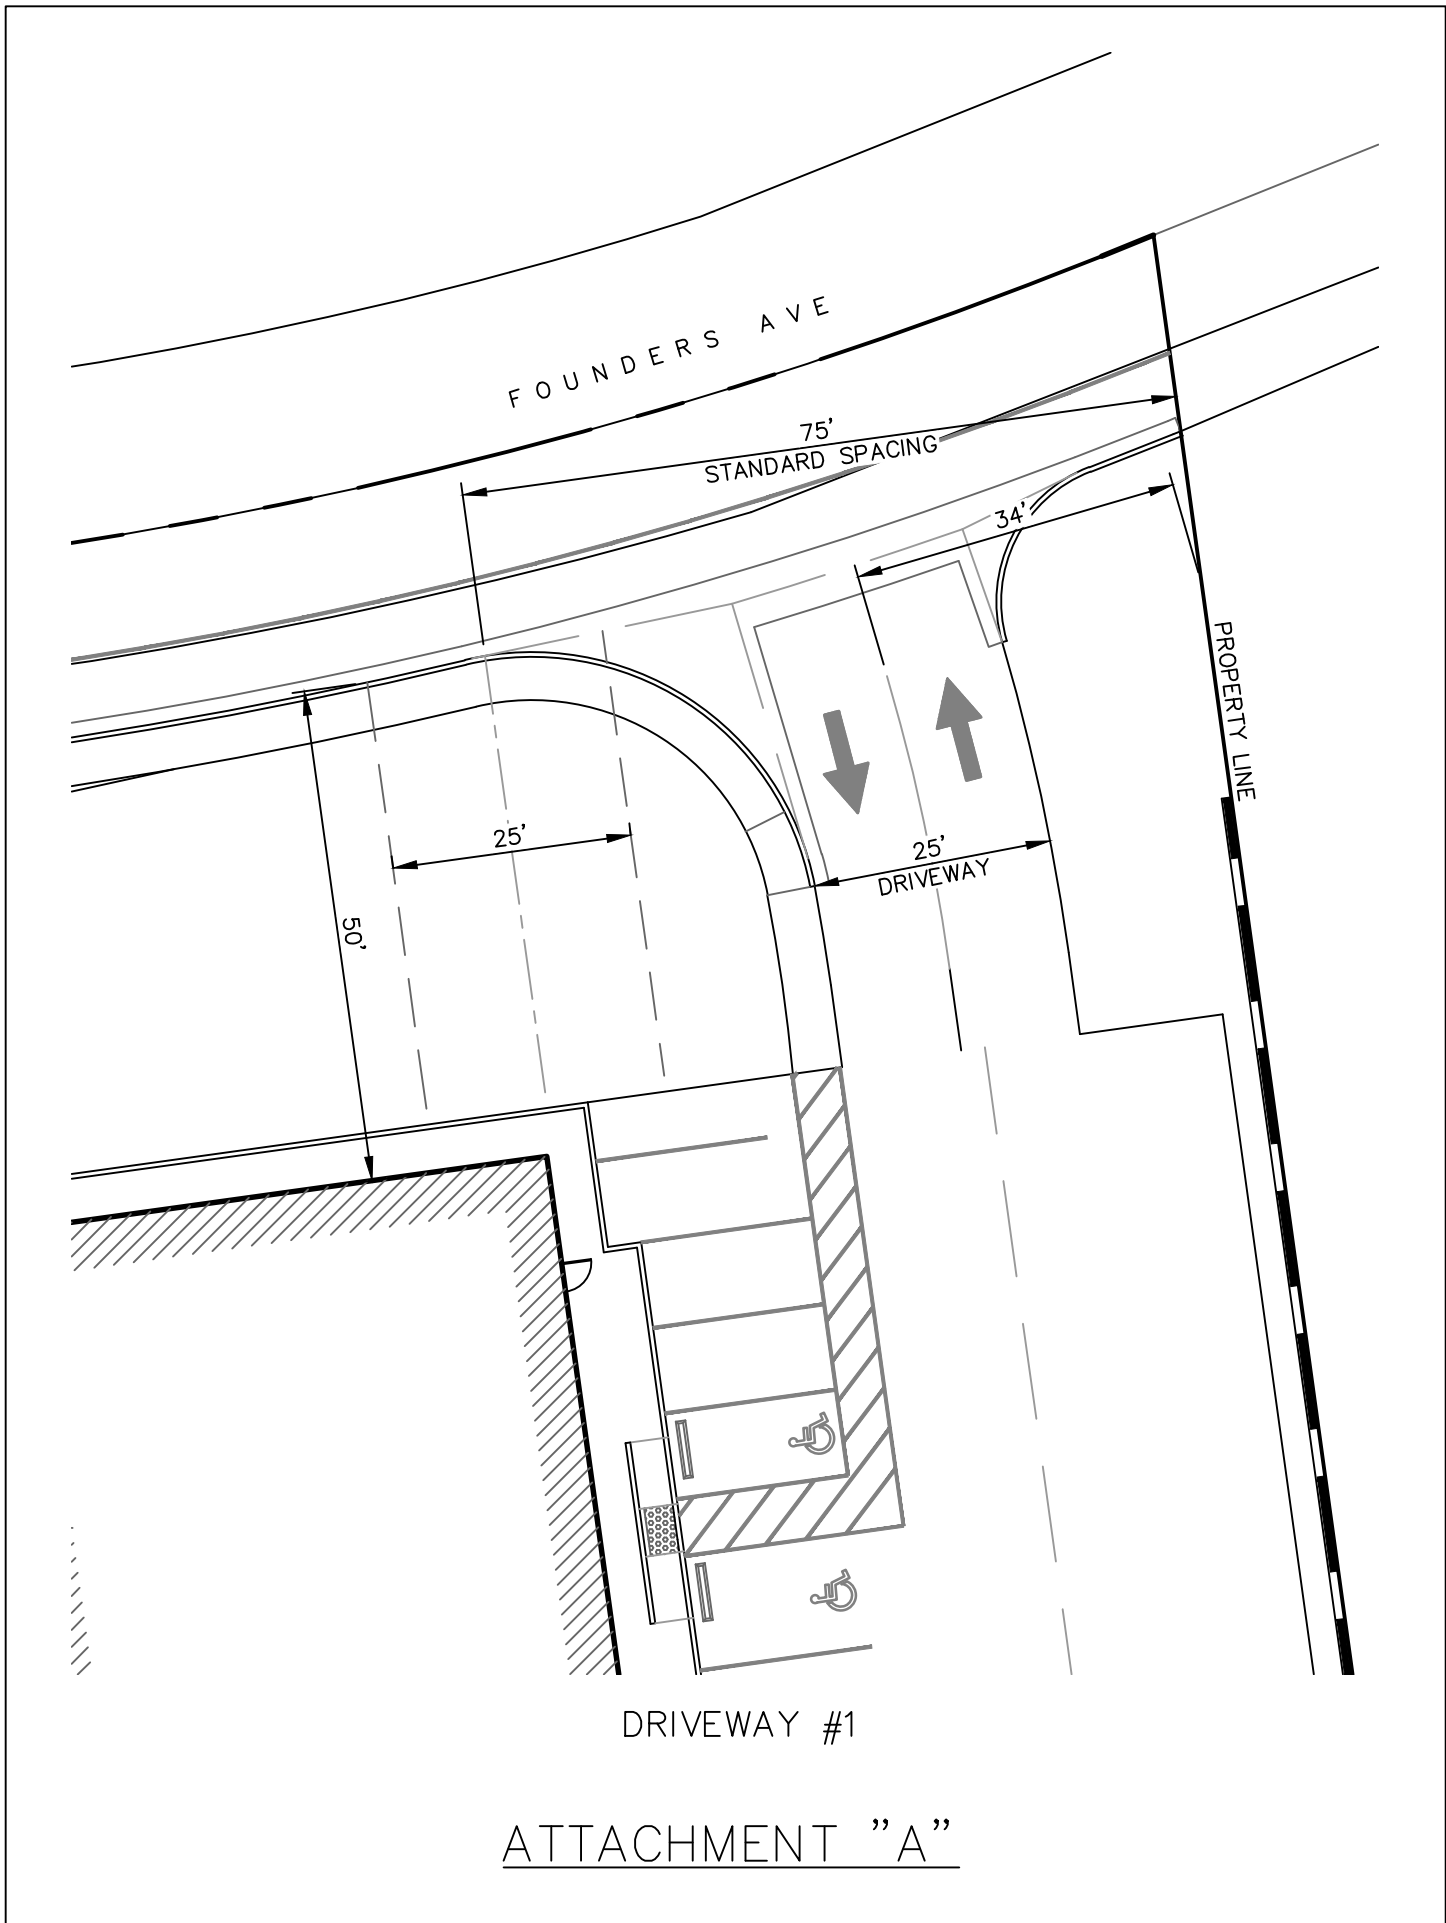 FOUNDERS AVE
75'
STANDARD SPACING
34'
PROPERTY LINE
25'
25'
DRIVEWAY
50'
DRIVEWAY #1
ATTACHMENT "A"